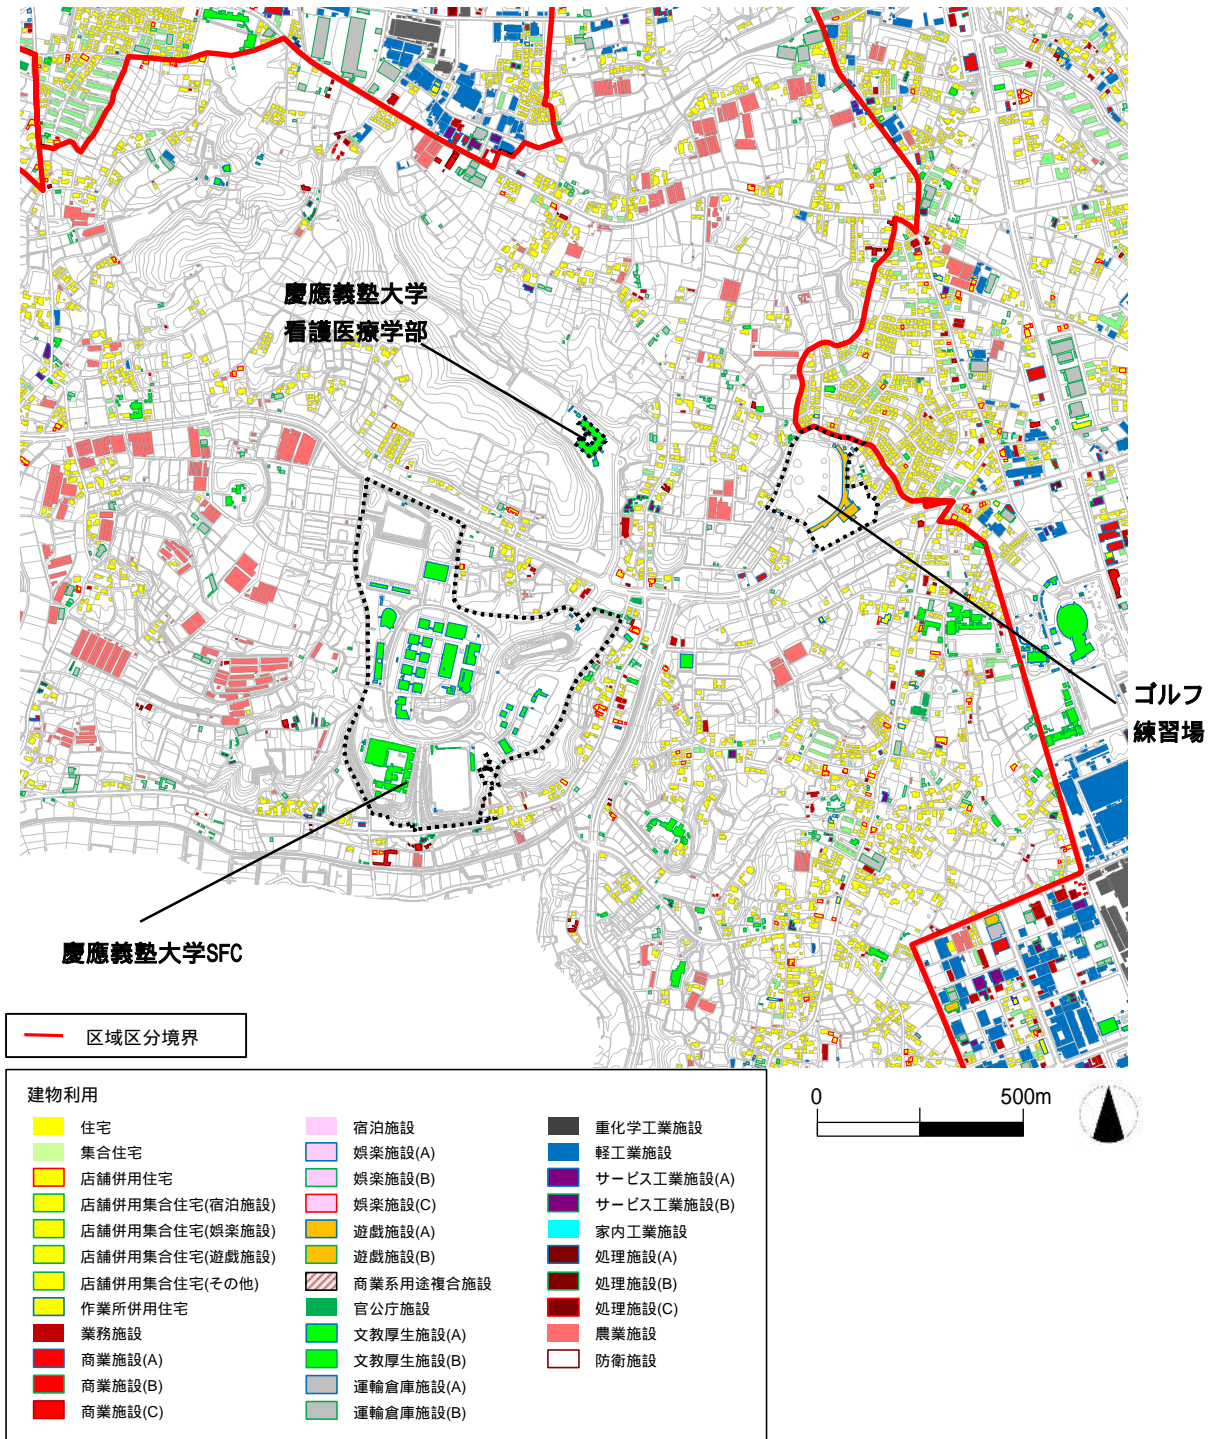 慶應義塾大学
看護医療学部
ゴルフ
練習場
慶應義塾大学SFC
区域区分境界
0 500m
建物利用
住宅
集合住宅
店舗併用住宅
店舗併用集合住宅(宿泊施設)
店舗併用集合住宅(娯楽施設)
店舗併用集合住宅(遊戯施設)
店舗併用集合住宅(その他)
作業所併用住宅
業務施設
商業施設(A)
商業施設(B)
商業施設(C)
宿泊施設
娯楽施設(A)
娯楽施設(B)
娯楽施設(C)
遊戯施設(A)
遊戯施設(B)
商業系用途複合施設
官公庁施設
文教厚生施設(A)
文教厚生施設(B)
運輸倉庫施設(A)
運輸倉庫施設(B)
重化学工業施設
軽工業施設
サービス工業施設(A)
サービス工業施設(B)
家内工業施設
処理施設(A)
処理施設(B)
処理施設(C)
農業施設
防衛施設